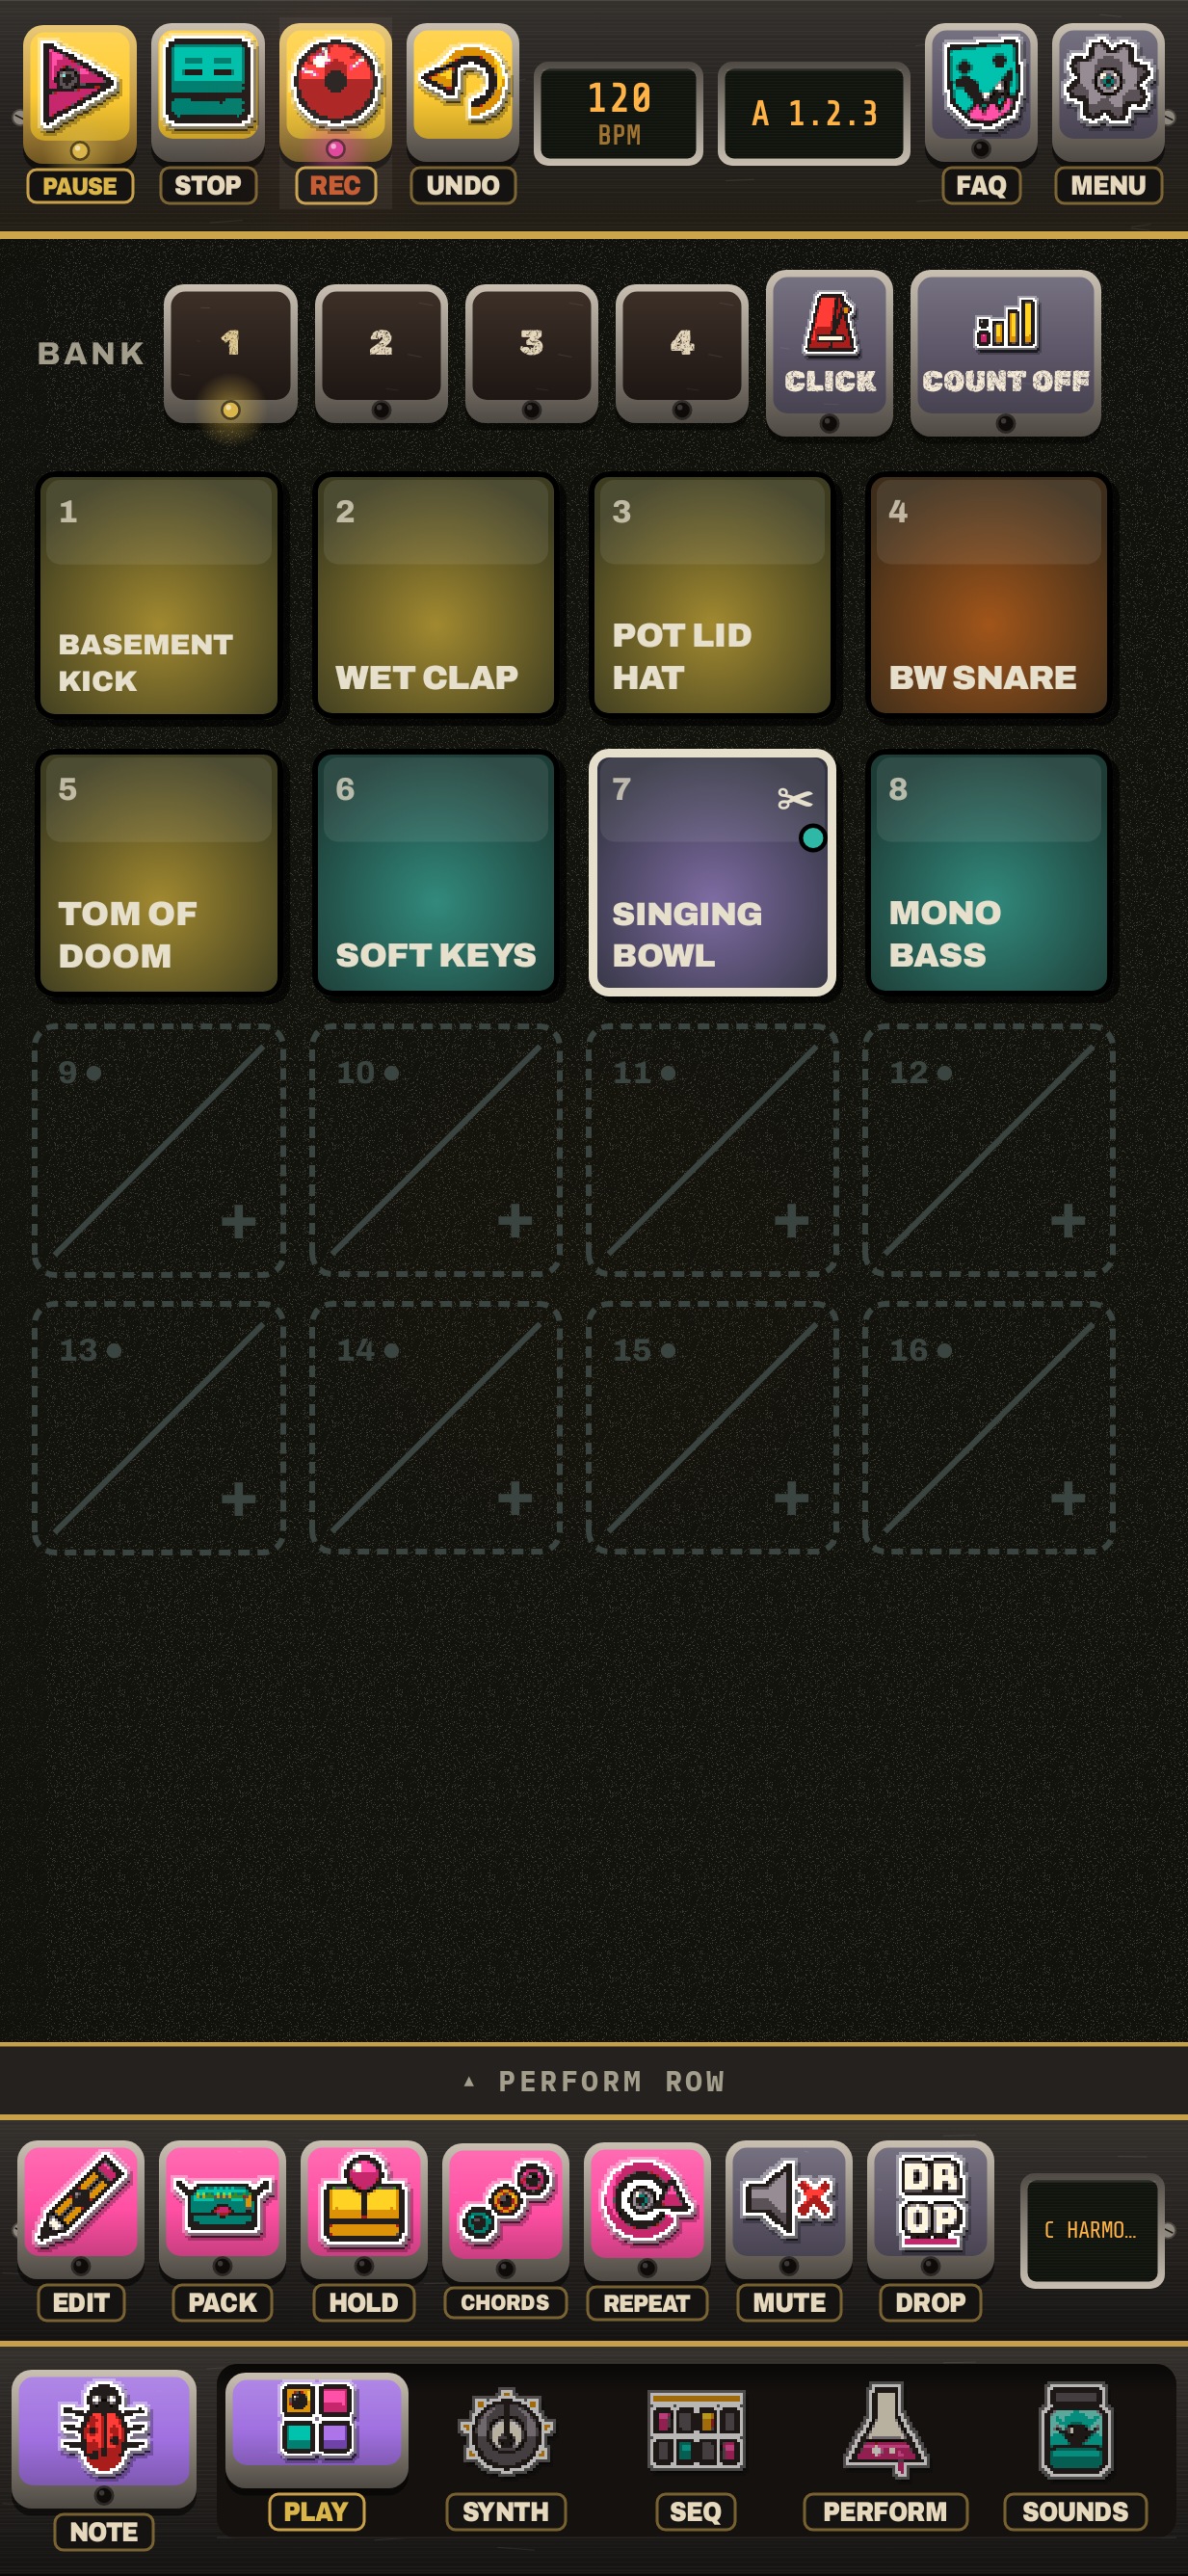 PAUSE
STOP
REC
UNDO
120
BPM
A 1.2.3
FAQ
MENU
BANK
1
2
3
4
CLICK
COUNT OFF
1
BASEMENT
KICK
2
WET CLAP
3
POT LID
HAT
4
BW SNARE
5
TOM OF
DOOM
6
SOFT KEYS
7
SINGING
BOWL
8
MONO
BASS
9
10
11
12
13
14
15
16
▲ PERFORM ROW
EDIT
PACK
HOLD
CHORDS
REPEAT
MUTE
DR
OP
DROP
C HARMO…
NOTE
PLAY
SYNTH
SEQ
PERFORM
SOUNDS